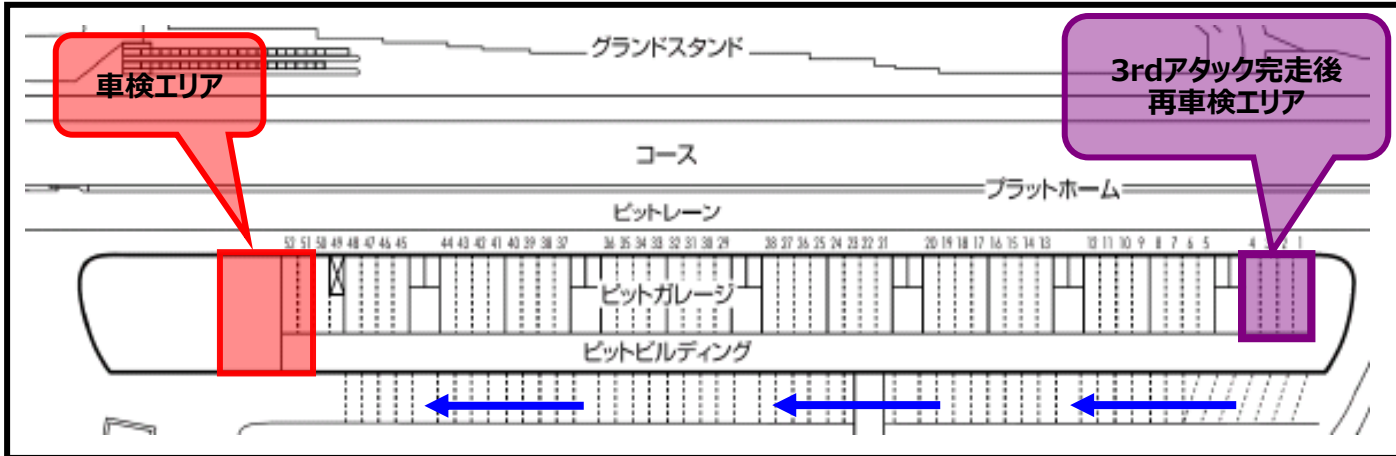 グランドスタンド
車検エリア
3rdアタック完走後
再車検エリア
コース
プラットホーム
ピットレーン
52 51 50 49 48 47 46 45 44 43 42 41 40 39 38 37 36 35 34 33 32 31 30 29 28 27 26 25 24 23 22 21 20 19 18 17 16 15 14 13 12 11 10 9 8 7 6 5 4 3 2 1
ピットガレージ
ピットビルディング